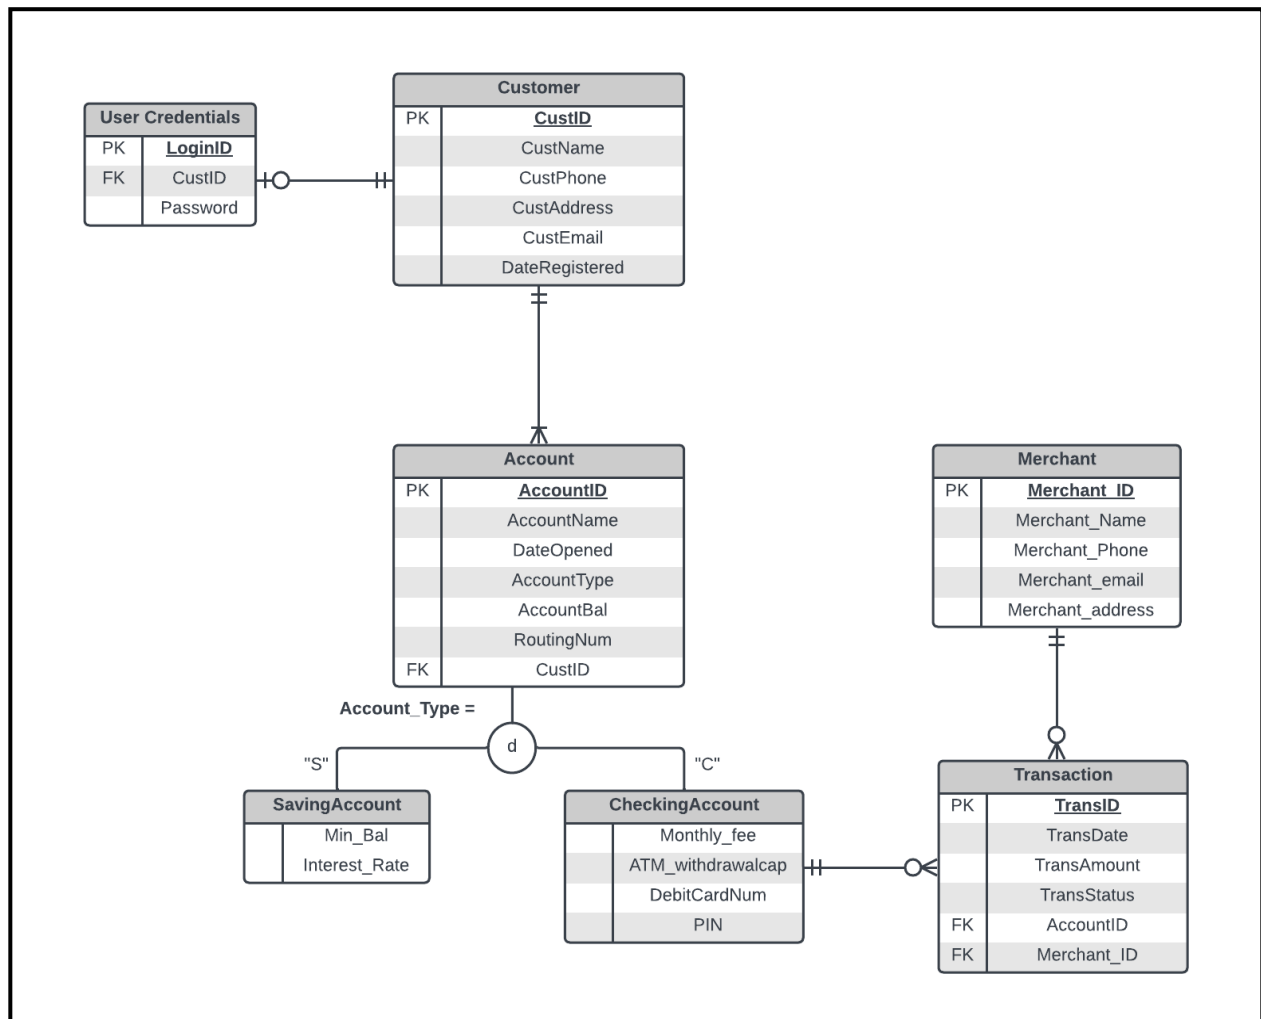 User Credentials
PK LoginID
FK CustID
Password
Customer
PK CustID
CustName
CustPhone
CustAddress
CustEmail
DateRegistered
Account
PK AccountID
AccountName
DateOpened
AccountType
AccountBal
RoutingNum
FK CustID
Merchant
PK Merchant_ID
Merchant_Name
Merchant_Phone
Merchant_email
Merchant_address
Account_Type =
d
"S"
"C"
SavingAccount
Min_Bal
Interest_Rate
CheckingAccount
Monthly_fee
ATM_withdrawalcap
DebitCardNum
PIN
Transaction
PK TransID
TransDate
TransAmount
TransStatus
FK AccountID
FK Merchant_ID